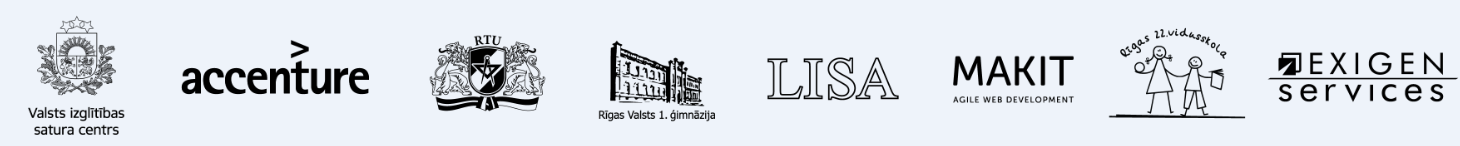 Valsts izglītības
satura centrs
>
accenture
RTU
Rīgas Valsts 1. ģimnāzija
LISA
MAKIT
AGILE WEB DEVELOPMENT
Rīgas 22.vidusskola
EXIGEN
services